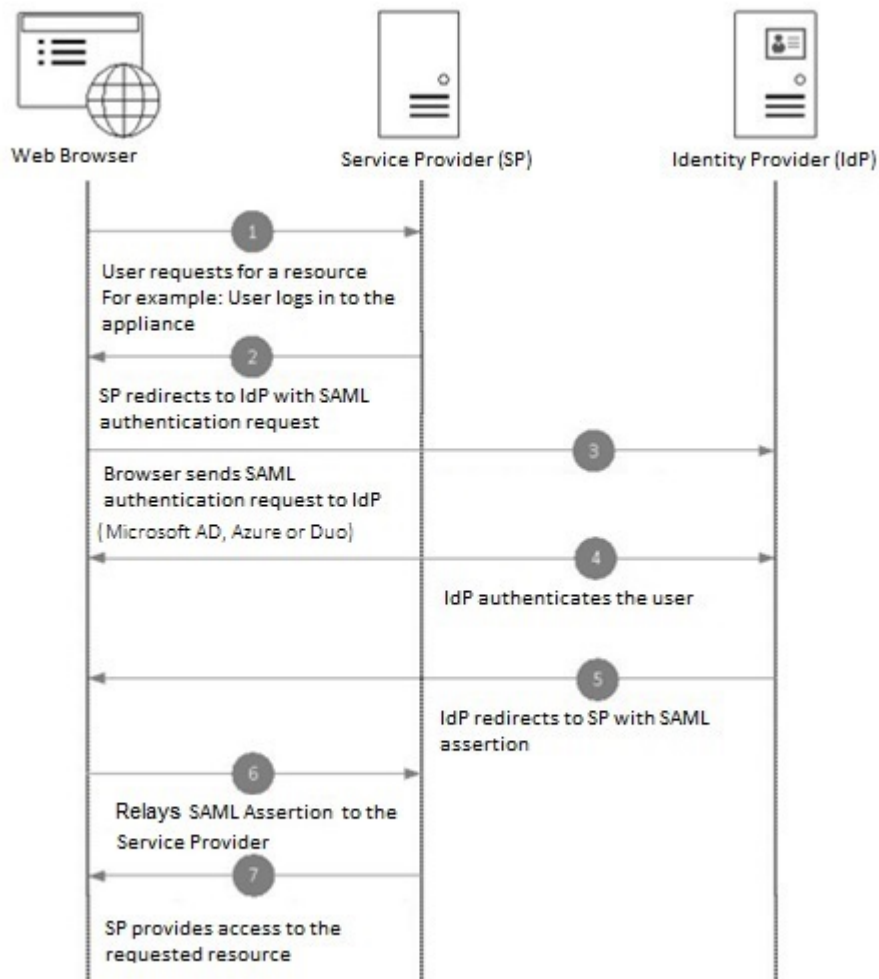 Web Browser
Service Provider (SP)
Identity Provider (IdP)
1
User requests for a resource
For example: User logs in to the
appliance
2
SP redirects to IdP with SAML
authentication request
3
Browser sends SAML
authentication request to IdP
(Microsoft AD, Azure or Duo)
4
IdP authenticates the user
5
IdP redirects to SP with SAML
assertion
6
Relays SAML Assertion to the
Service Provider
7
SP provides access to the
requested resource